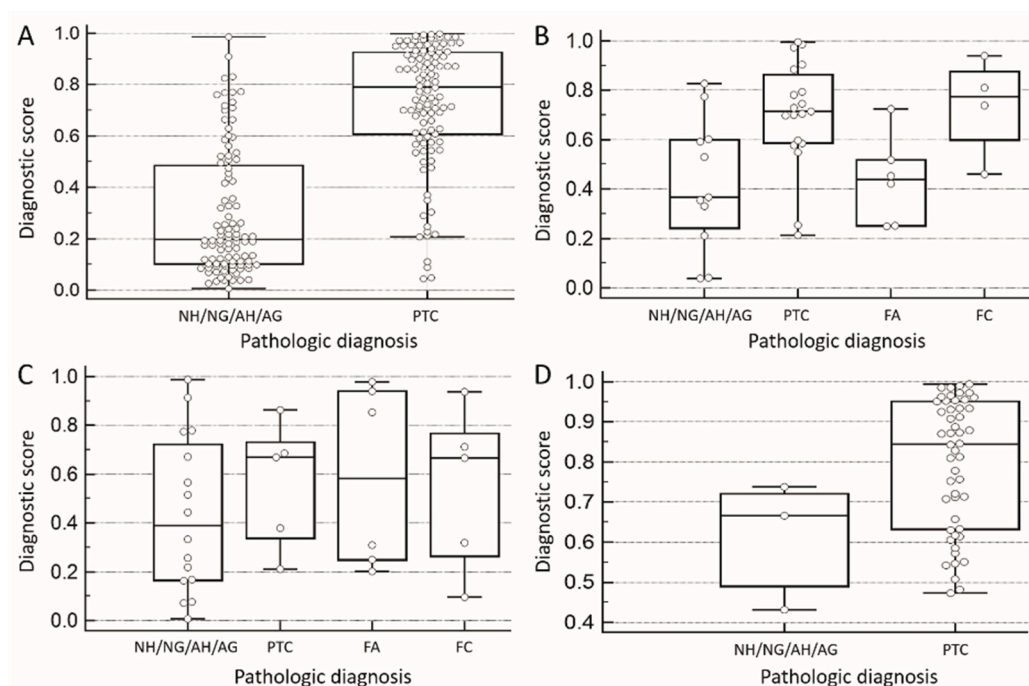 A
Diagnostic score
1.0
0.8
0.6
0.4
0.2
0.0
NH/NG/AH/AG
PTC
Pathologic diagnosis
B
Diagnostic score
1.0
0.8
0.6
0.4
0.2
0.0
NH/NG/AH/AG
PTC
FA
FC
Pathologic diagnosis
C
Diagnostic score
1.0
0.8
0.6
0.4
0.2
0.0
NH/NG/AH/AG
PTC
FA
FC
Pathologic diagnosis
D
Diagnostic score
1.0
0.9
0.8
0.7
0.6
0.5
0.4
NH/NG/AH/AG
PTC
Pathologic diagnosis